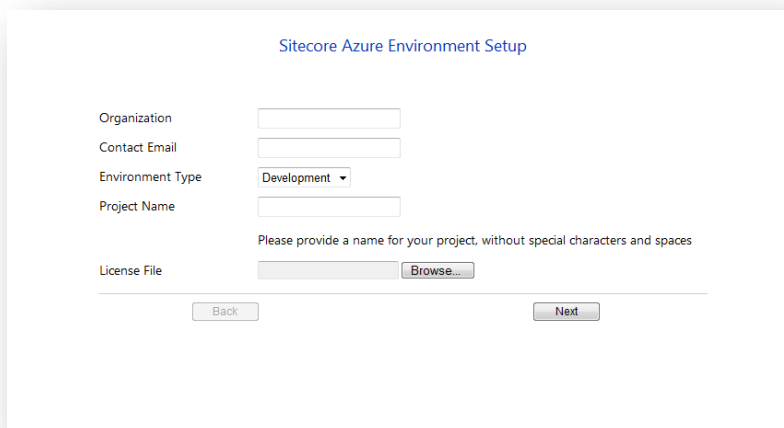 Sitecore Azure Environment Setup
Organization
Contact Email
Environment Type Development
Project Name
Please provide a name for your project, without special characters and spaces
License File Browse...
Back Next